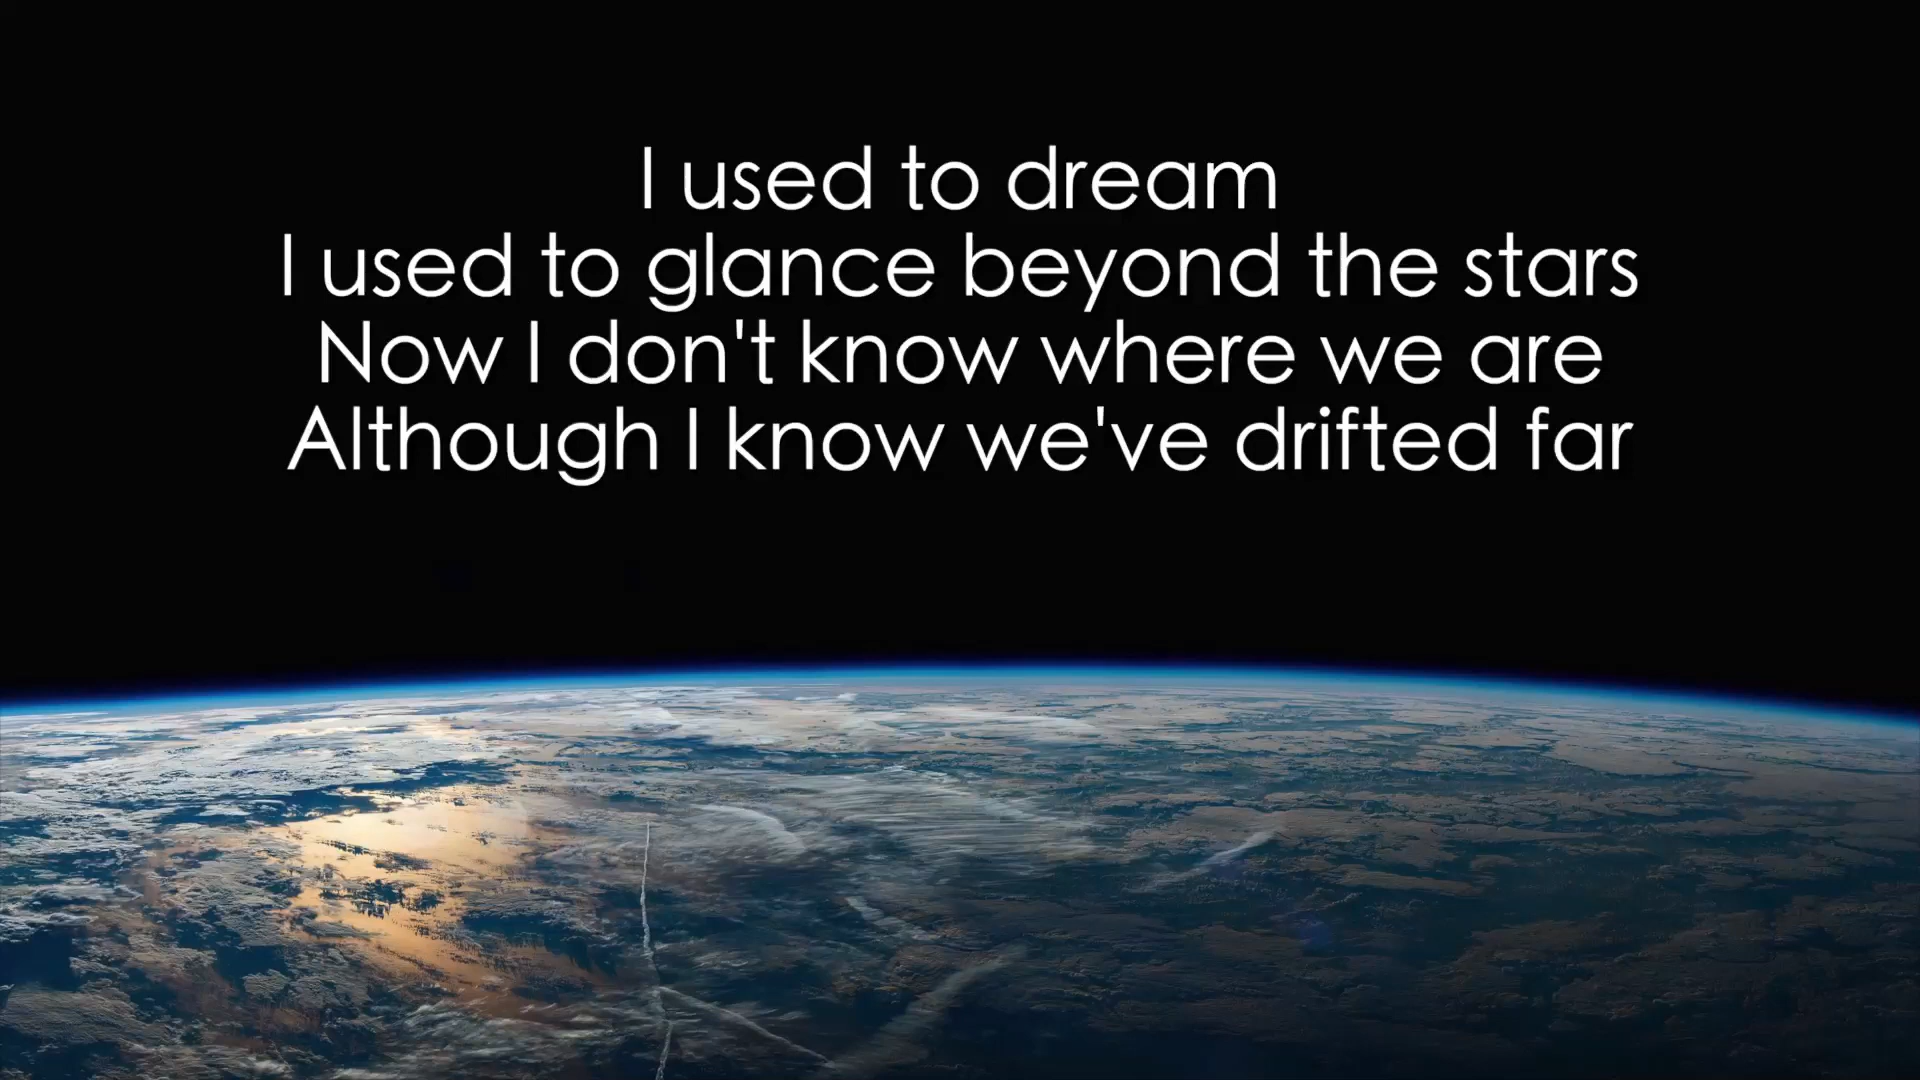 I used to dream
I used to glance beyond the stars
Now I don't know where we are
Although I know we've drifted far